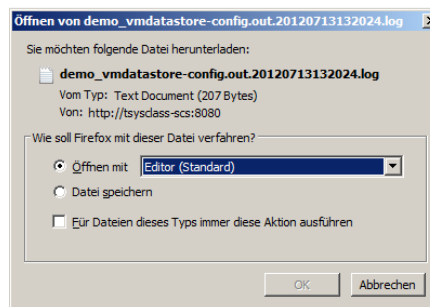 Öffnen von demo_vmdatastore-config.out.20120713132024.log
Sie möchten folgende Datei herunterladen:
demo_vmdatastore-config.out.20120713132024.log
Vom Typ: Text Document (207 Bytes)
Von: http://tsysclass-scs:8080
Wie soll Firefox mit dieser Datei verfahren?
Öffnen mit Editor (Standard)
Datei speichern
Für Dateien dieses Typs immer diese Aktion ausführen
OK Abbrechen